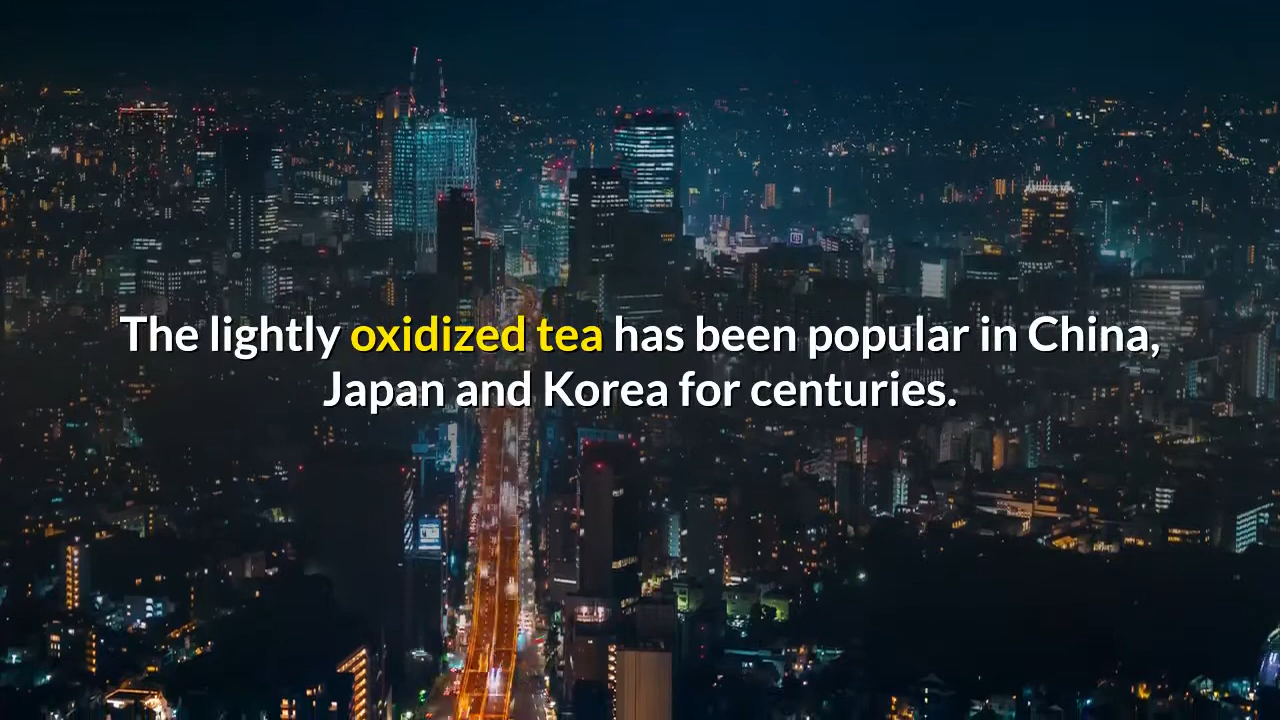 The lightly oxidized tea has been popular in China,
Japan and Korea for centuries.